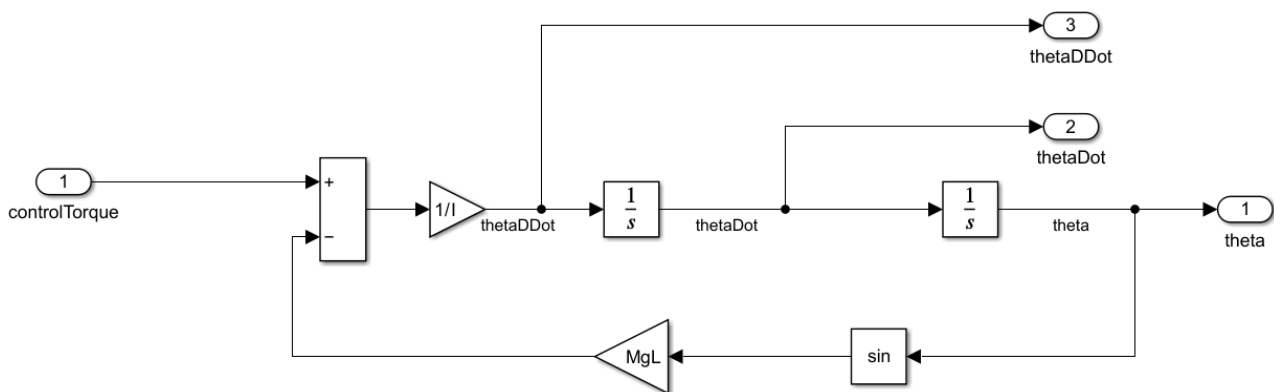 3
thetaDDot
2
thetaDot
1
controlTorque
+
−
1/I
thetaDDot
1
s
thetaDot
1
s
theta
1
theta
MgL
sin